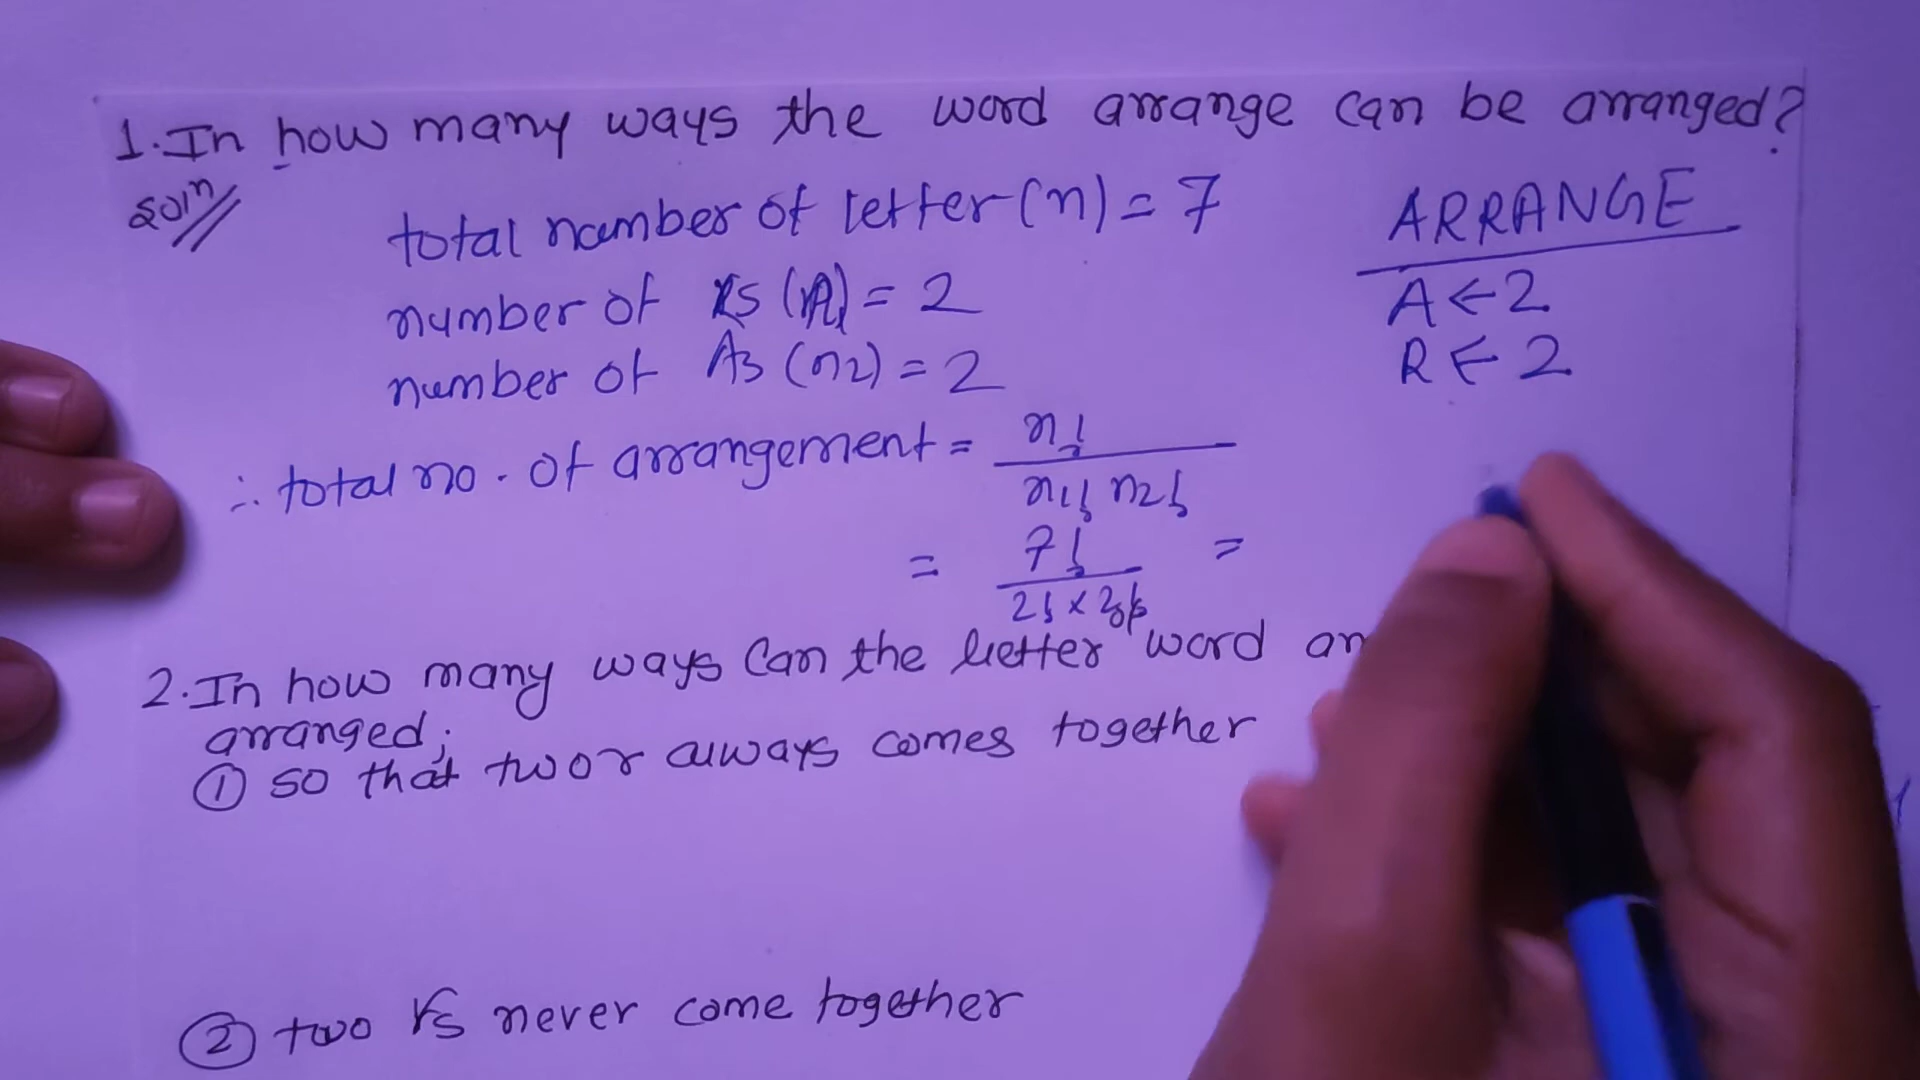 1. In how many ways the word arrange can be arranged?
Soln
total number of letter (n) = 7
number of rs (n1) = 2
number of As (n2) = 2
∴ total no. of arrangement = n! / n1! n2!
= 7! / 2! × 2! =
ARRANGE
A ← 2
R ← 2
2. In how many ways can the letter word
arranged;
① so that two r always comes together
② two rs never come together